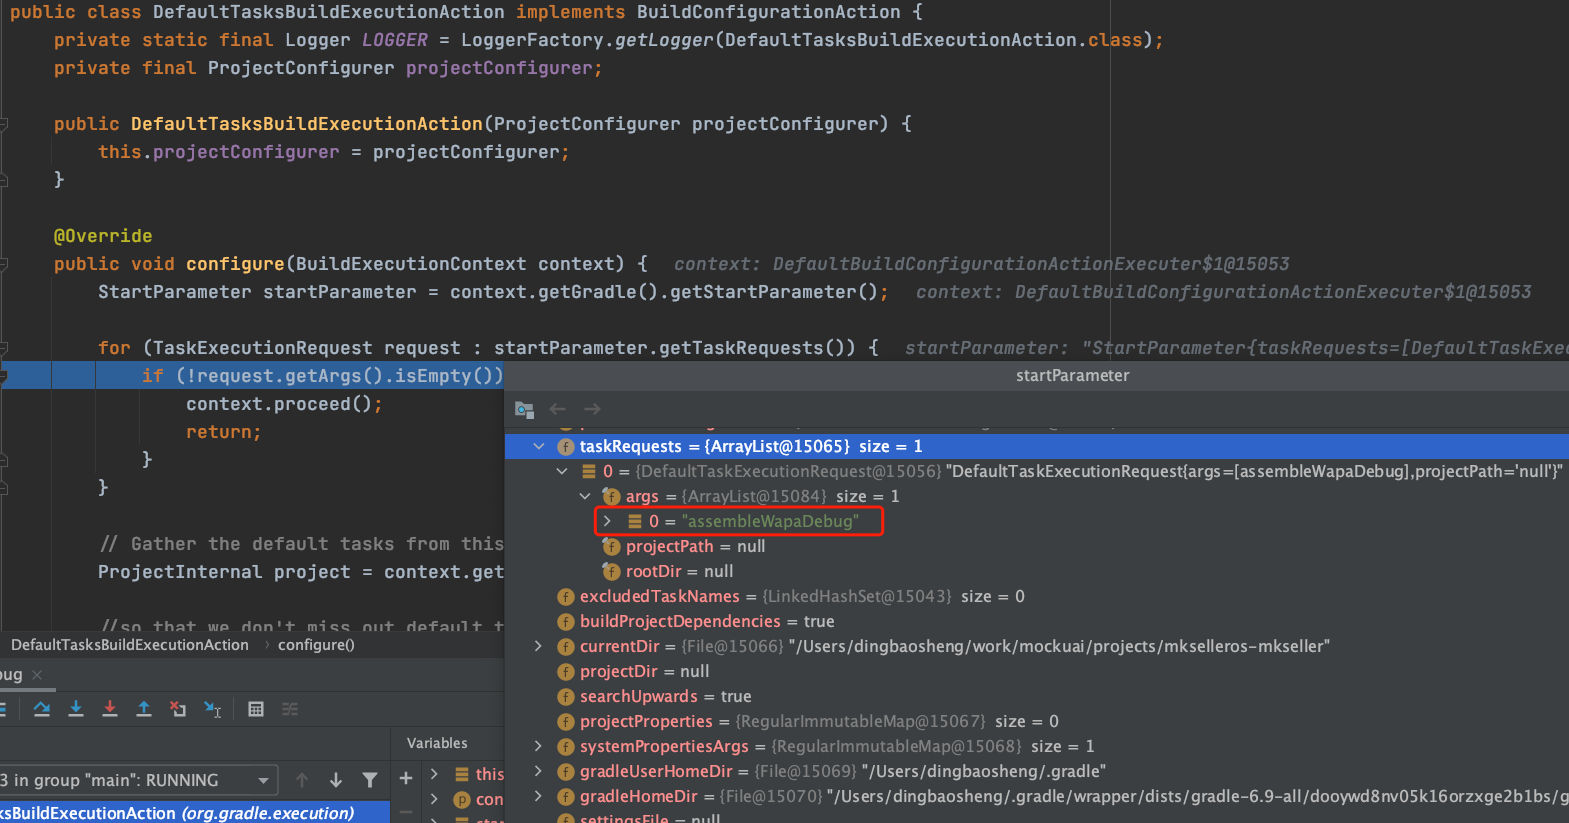 public class DefaultTasksBuildExecutionAction implements BuildConfigurationAction {
private static final Logger LOGGER = LoggerFactory.getLogger(DefaultTasksBuildExecutionAction.class);
private final ProjectConfigurer projectConfigurer;
public DefaultTasksBuildExecutionAction(ProjectConfigurer projectConfigurer) {
this.projectConfigurer = projectConfigurer;
}
@Override
public void configure(BuildExecutionContext context) { context: DefaultBuildConfigurationActionExecuter$1@15053
StartParameter startParameter = context.getGradle().getStartParameter(); context: DefaultBuildConfigurationActionExecuter$1@15053
for (TaskExecutionRequest request : startParameter.getTaskRequests()) { startParameter: "StartParameter{taskRequests=[DefaultTaskExec
if (!request.getArgs().isEmpty())
context.proceed();
return;
}
}
// Gather the default tasks from this
ProjectInternal project = context.get
//so that we don't miss out default t
startParameter
taskRequests = {ArrayList@15065} size = 1
0 = {DefaultTaskExecutionRequest@15056} "DefaultTaskExecutionRequest{args=[assembleWapaDebug],projectPath='null'}"
args = {ArrayList@15084} size = 1
0 = "assembleWapaDebug"
projectPath = null
rootDir = null
excludedTaskNames = {LinkedHashSet@15043} size = 0
buildProjectDependencies = true
currentDir = {File@15066} "/Users/dingbaosheng/work/mockuai/projects/mkselleros-mkseller"
projectDir = null
searchUpwards = true
projectProperties = {RegularImmutableMap@15067} size = 0
systemPropertiesArgs = {RegularImmutableMap@15068} size = 1
gradleUserHomeDir = {File@15069} "/Users/dingbaosheng/.gradle"
gradleHomeDir = {File@15070} "/Users/dingbaosheng/.gradle/wrapper/dists/gradle-6.9-all/dooywd8nv05k16orzxge2b1bs/g
settingsFile = null
DefaultTasksBuildExecutionAction › configure()
bug
Variables
3 in group "main": RUNNING
this
con
ksBuildExecutionAction (org.gradle.execution)